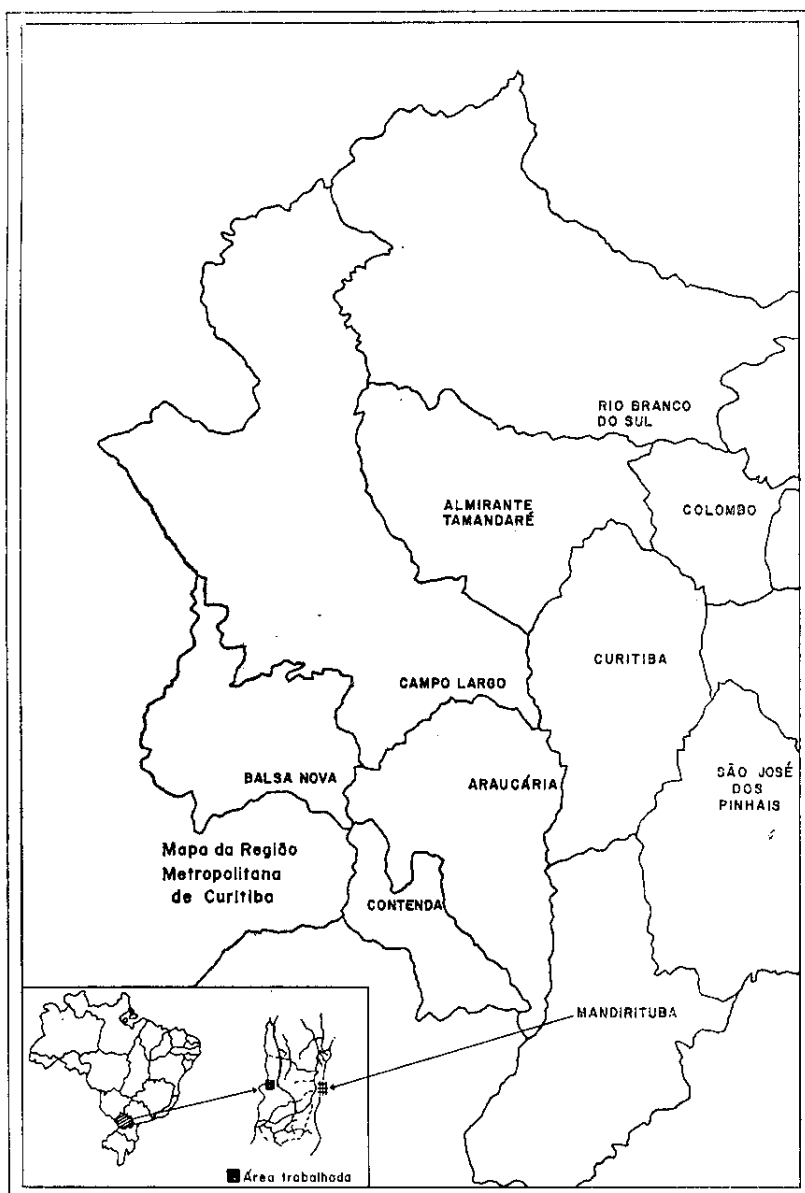 RIO BRANCO
DO SUL
ALMIRANTE
TAMANDARÉ
COLOMBO
CURITIBA
CAMPO LARGO
SÃO JOSÉ
DOS
PINHAIS
BALSA NOVA
ARAUCÁRIA
Mapa da Região
Metropolitana
de Curitiba
CONTENDA
MANDIRITUBA
Área trabalhada